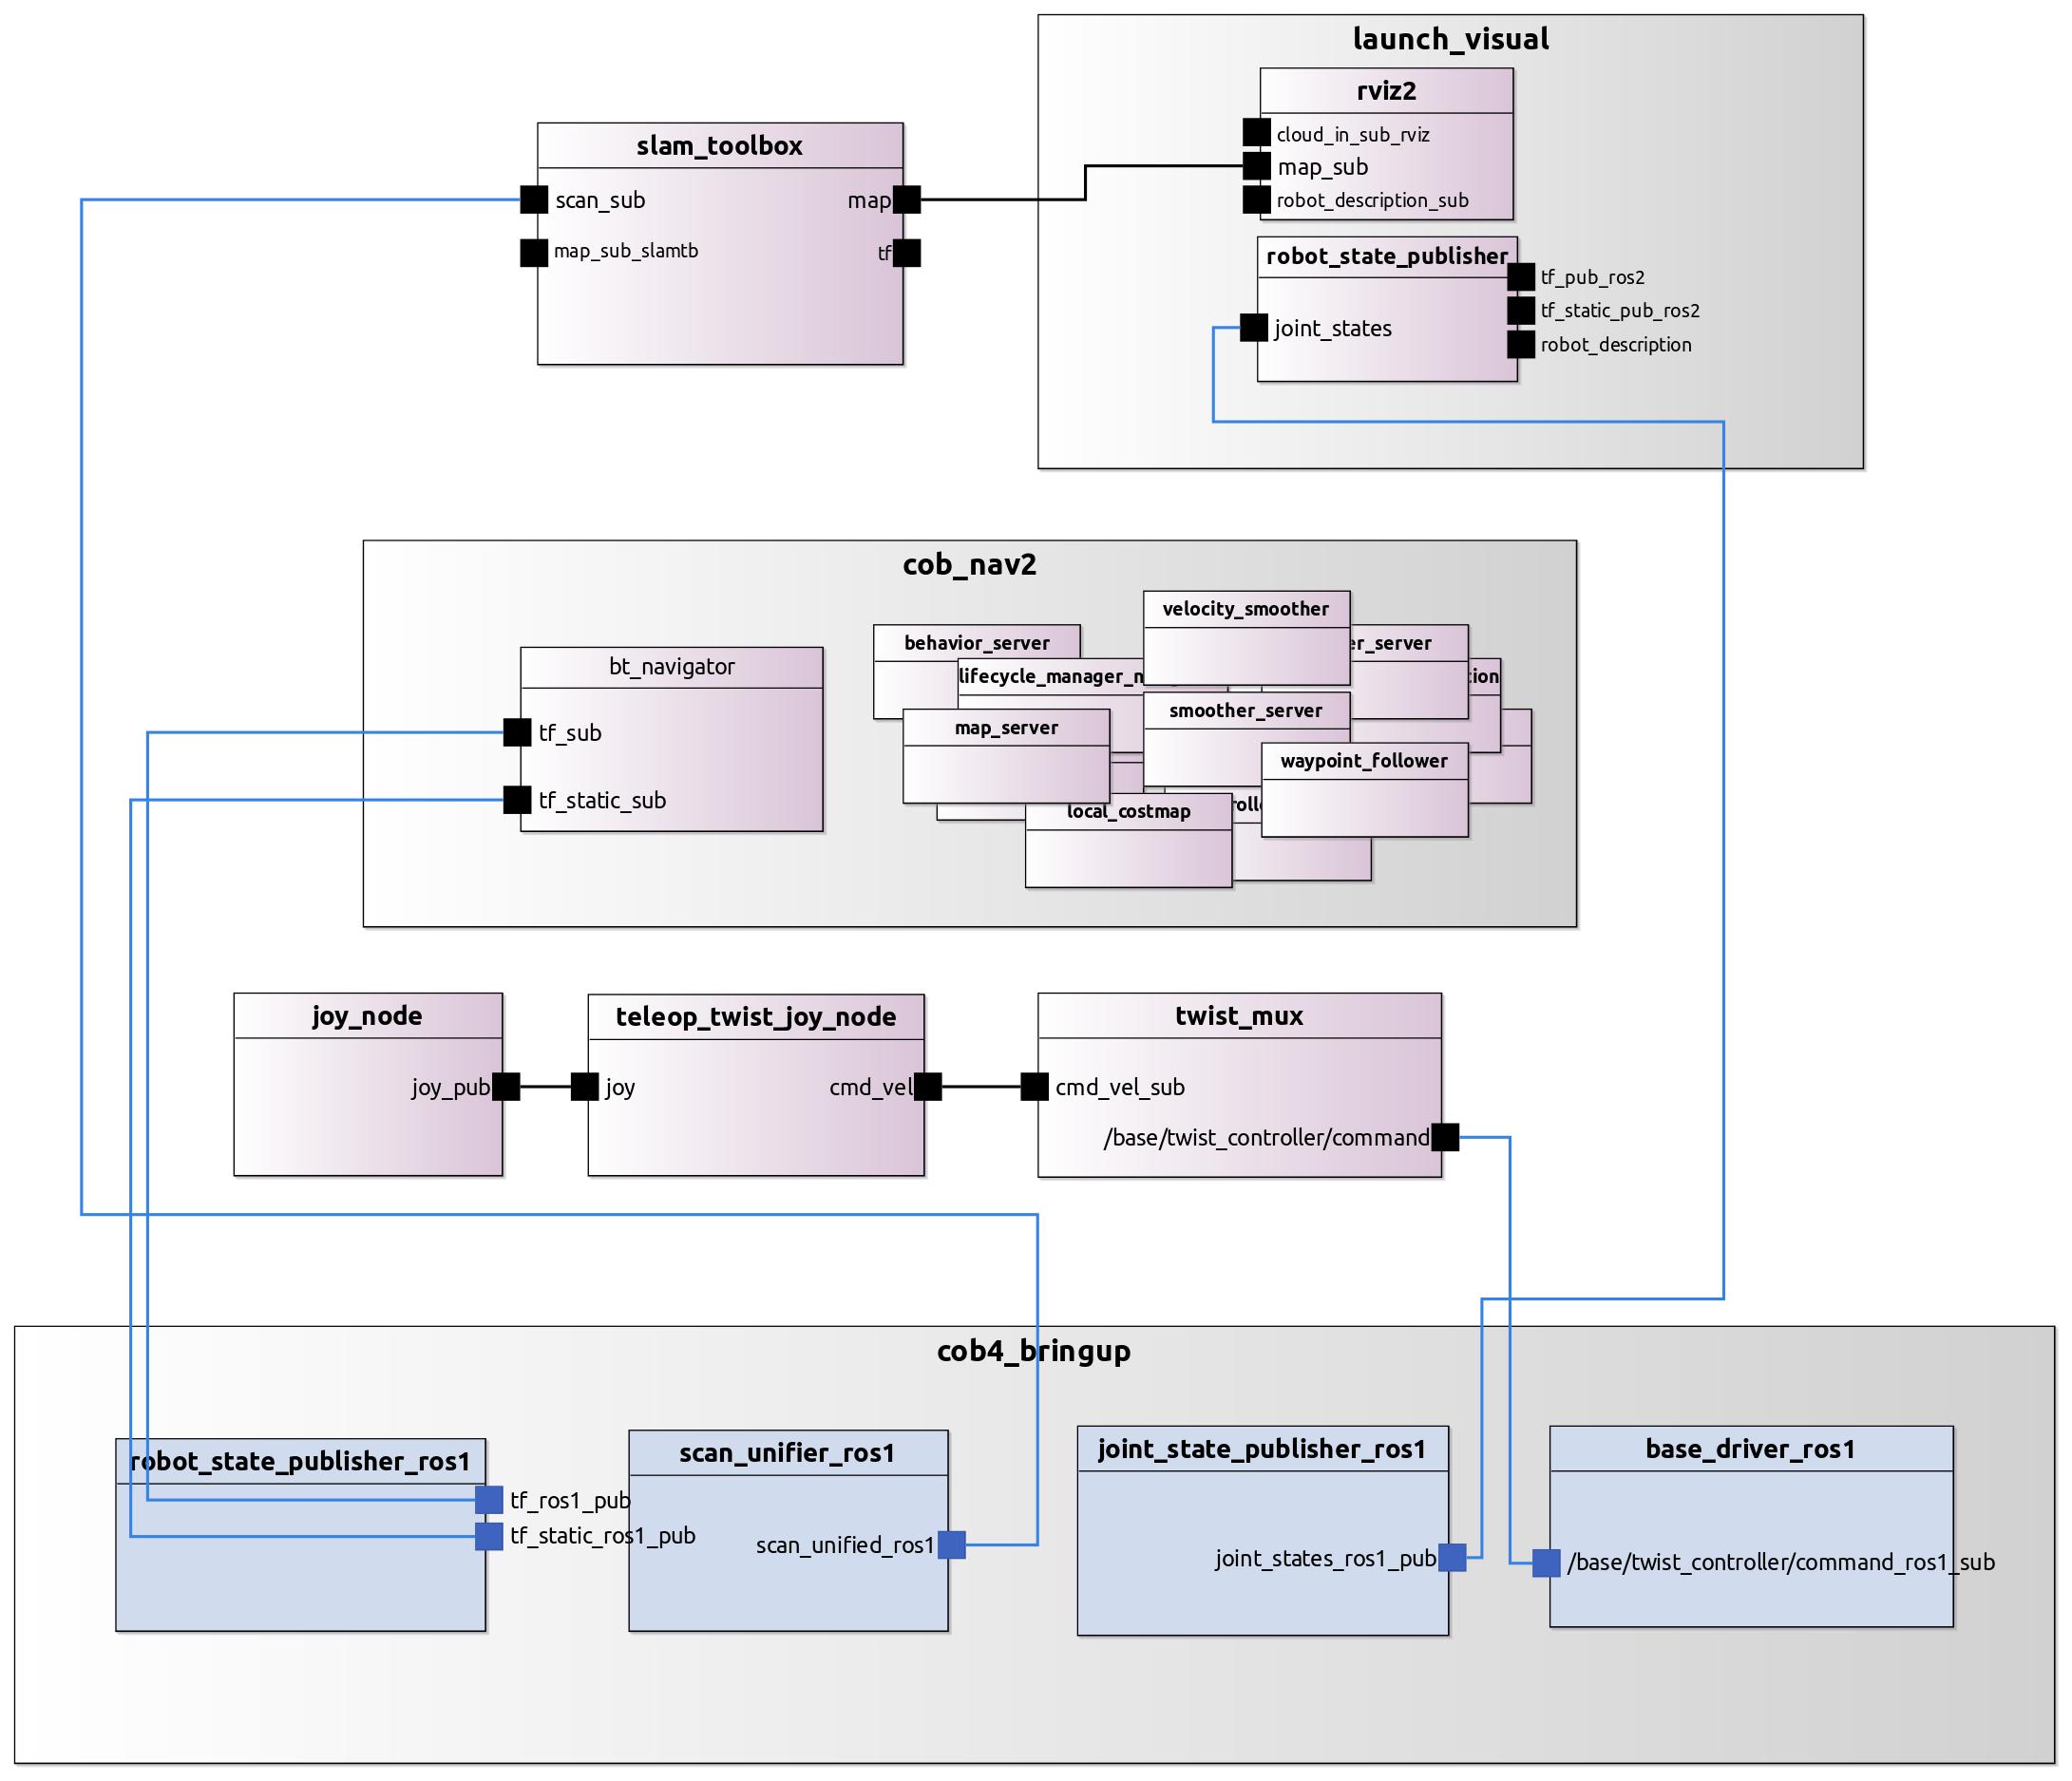 launch_visual
rviz2
cloud_in_sub_rviz
map_sub
robot_description_sub
slam_toolbox
scan_sub
map
map_sub_slamtb
tf
robot_state_publisher
tf_pub_ros2
tf_static_pub_ros2
joint_states
robot_description
cob_nav2
velocity_smoother
behavior_server
er_server
bt_navigator
lifecycle_manager_n
tion
smoother_server
map_server
tf_sub
waypoint_follower
tf_static_sub
local_costmap
joy_node
teleop_twist_joy_node
twist_mux
joy_pub
joy
cmd_vel
cmd_vel_sub
/base/twist_controller/command
cob4_bringup
robot_state_publisher_ros1
scan_unifier_ros1
joint_state_publisher_ros1
base_driver_ros1
tf_ros1_pub
tf_static_ros1_pub
scan_unified_ros1
joint_states_ros1_pub
/base/twist_controller/command_ros1_sub